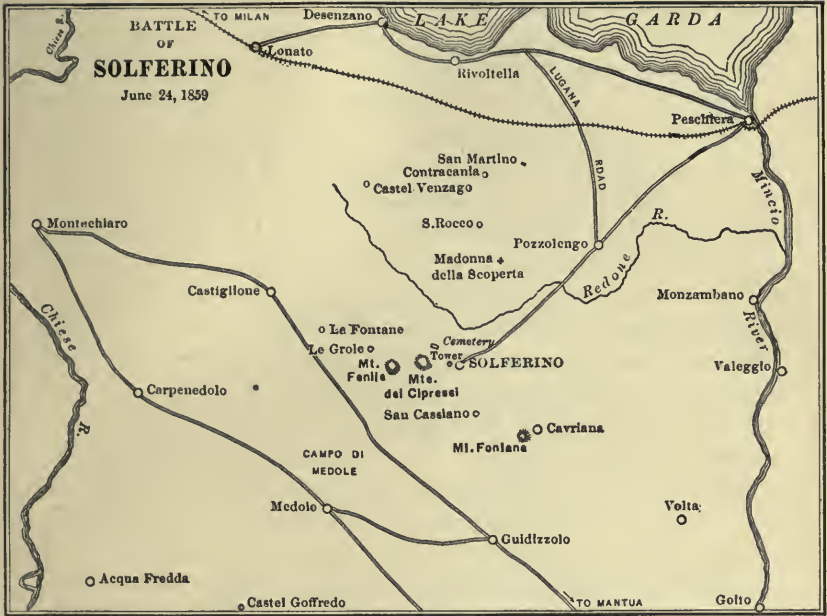 BATTLE
OF
SOLFERINO
June 24, 1859
Chiese R.
TO MILAN
Desenzano
LAKE
GARDA
Lonato
Rivoltella
LUGANA
ROAD
Peschiera
Mincio
River
San Martino
Contracania
Castel Venzago
S. Rocco
Pozzolengo
Madonna
della Scoperta
Redone
R.
Montechiaro
Castiglione
Monzambano
Valeggio
Chiese
R.
Carpenedolo
Le Fontane
Le Grole
Mt.
Fenile
Cemetery
Tower
SOLFERINO
Mte.
dei Cipressi
San Cassiano
Cavriana
Mt. Fontana
CAMPO DI
MEDOLE
Medole
Guidizzolo
Volta
Acqua Fredda
Castel Goffredo
TO MANTUA
Goito